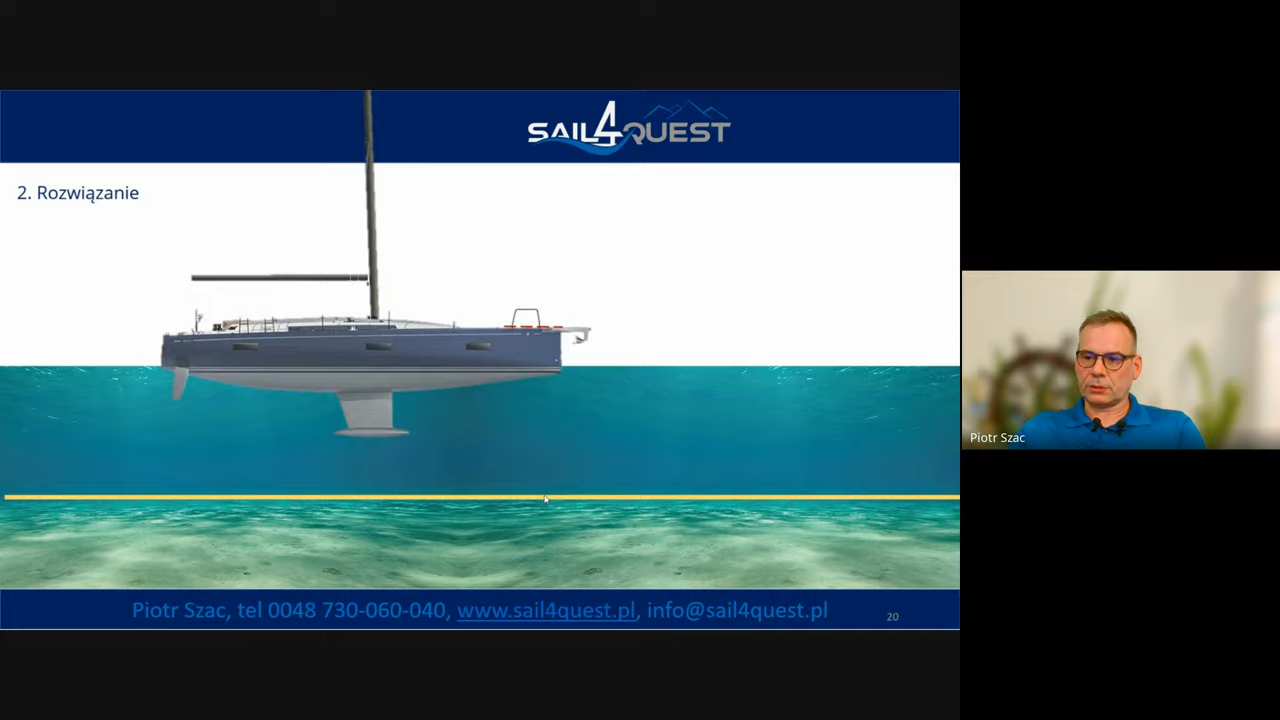 SAIL4QUEST
2. Rozwiązanie
Piotr Szac
Piotr Szac, tel 0048 730-060-040, www.sail4quest.pl, info@sail4quest.pl
20